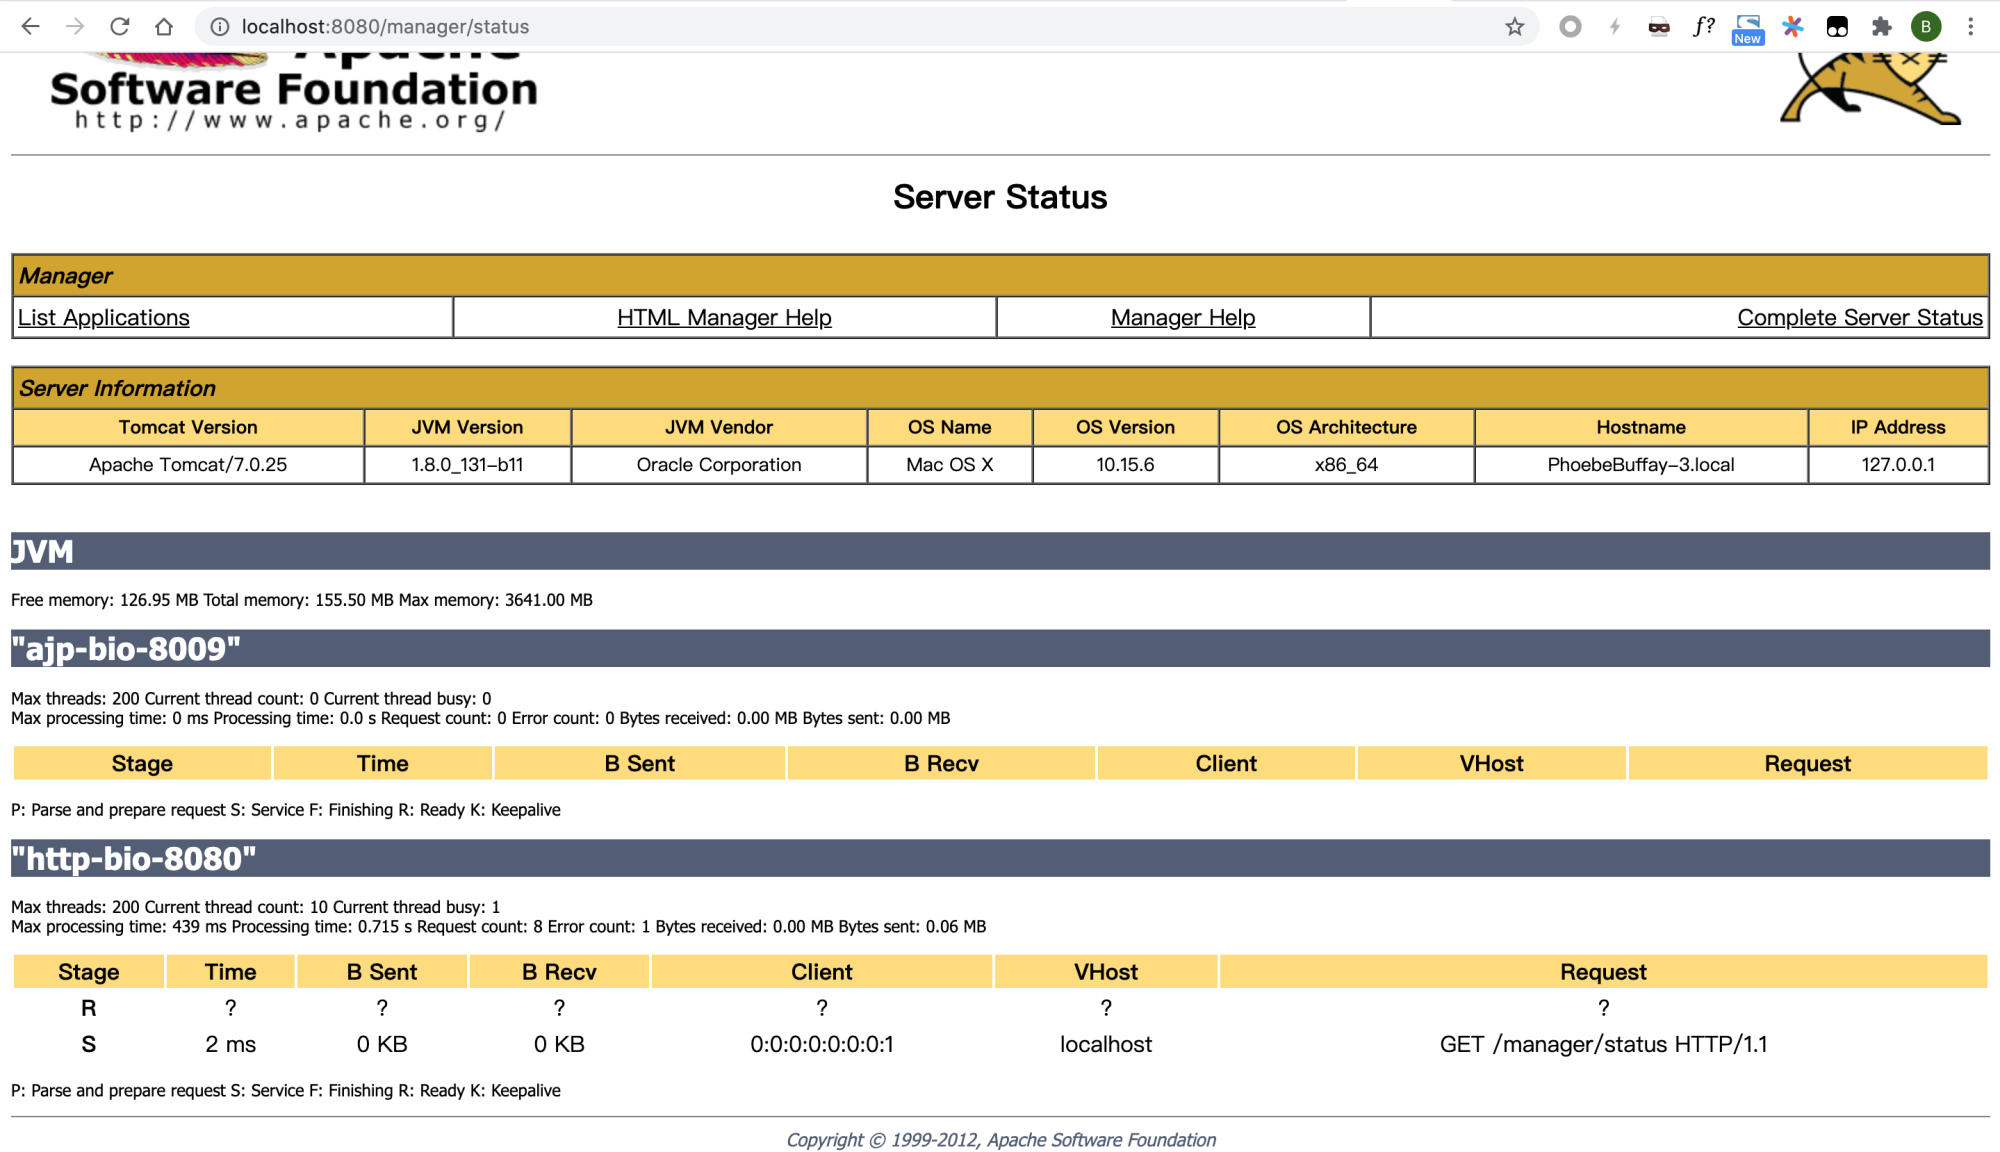 localhost:8080/manager/status
f?
New
B
Apache
Software Foundation
http://www.apache.org/
Server Status
Manager
List Applications HTML Manager Help Manager Help Complete Server Status
Server Information
Tomcat Version JVM Version JVM Vendor OS Name OS Version OS Architecture Hostname IP Address
Apache Tomcat/7.0.25 1.8.0_131-b11 Oracle Corporation Mac OS X 10.15.6 x86_64 PhoebeBuffay-3.local 127.0.0.1
JVM
Free memory: 126.95 MB Total memory: 155.50 MB Max memory: 3641.00 MB
"ajp-bio-8009"
Max threads: 200 Current thread count: 0 Current thread busy: 0
Max processing time: 0 ms Processing time: 0.0 s Request count: 0 Error count: 0 Bytes received: 0.00 MB Bytes sent: 0.00 MB
Stage Time B Sent B Recv Client VHost Request
P: Parse and prepare request S: Service F: Finishing R: Ready K: Keepalive
"http-bio-8080"
Max threads: 200 Current thread count: 10 Current thread busy: 1
Max processing time: 439 ms Processing time: 0.715 s Request count: 8 Error count: 1 Bytes received: 0.00 MB Bytes sent: 0.06 MB
Stage Time B Sent B Recv Client VHost Request
R ? ? ? ? ? ?
S 2 ms 0 KB 0 KB 0:0:0:0:0:0:0:1 localhost GET /manager/status HTTP/1.1
P: Parse and prepare request S: Service F: Finishing R: Ready K: Keepalive
Copyright © 1999-2012, Apache Software Foundation